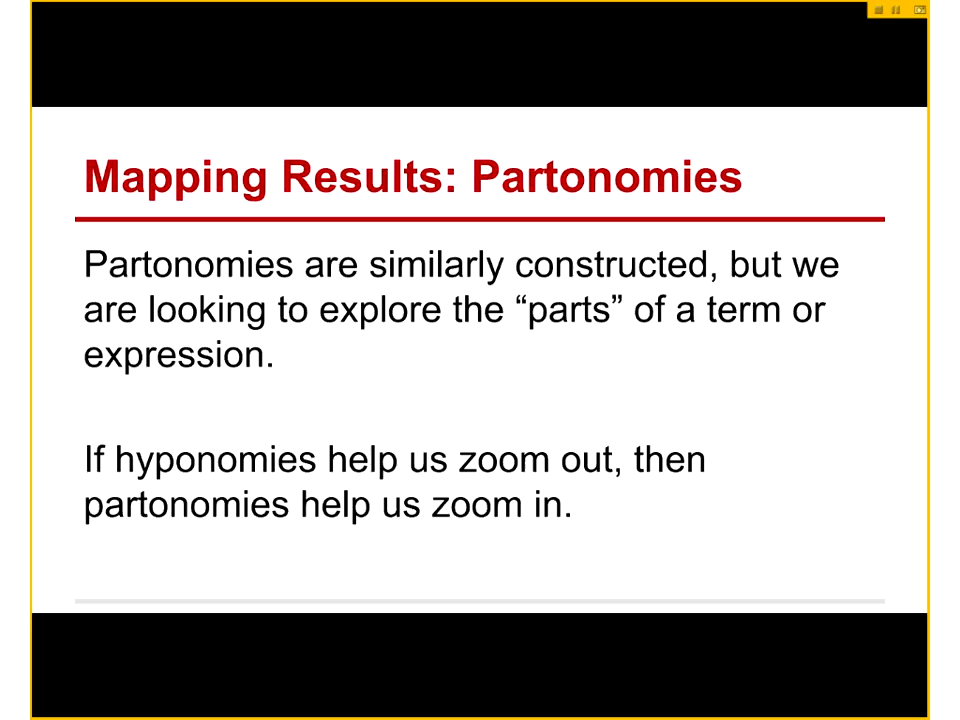 Mapping Results: Partonomies
Partonomies are similarly constructed, but we
are looking to explore the “parts” of a term or
expression.
If hyponomies help us zoom out, then
partonomies help us zoom in.